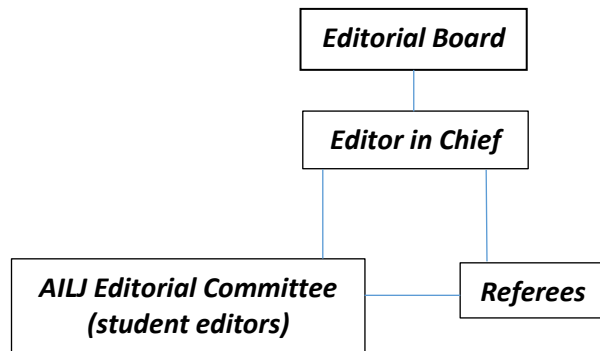 Editorial Board
Editor in Chief
AILJ Editorial Committee
(student editors)
Referees